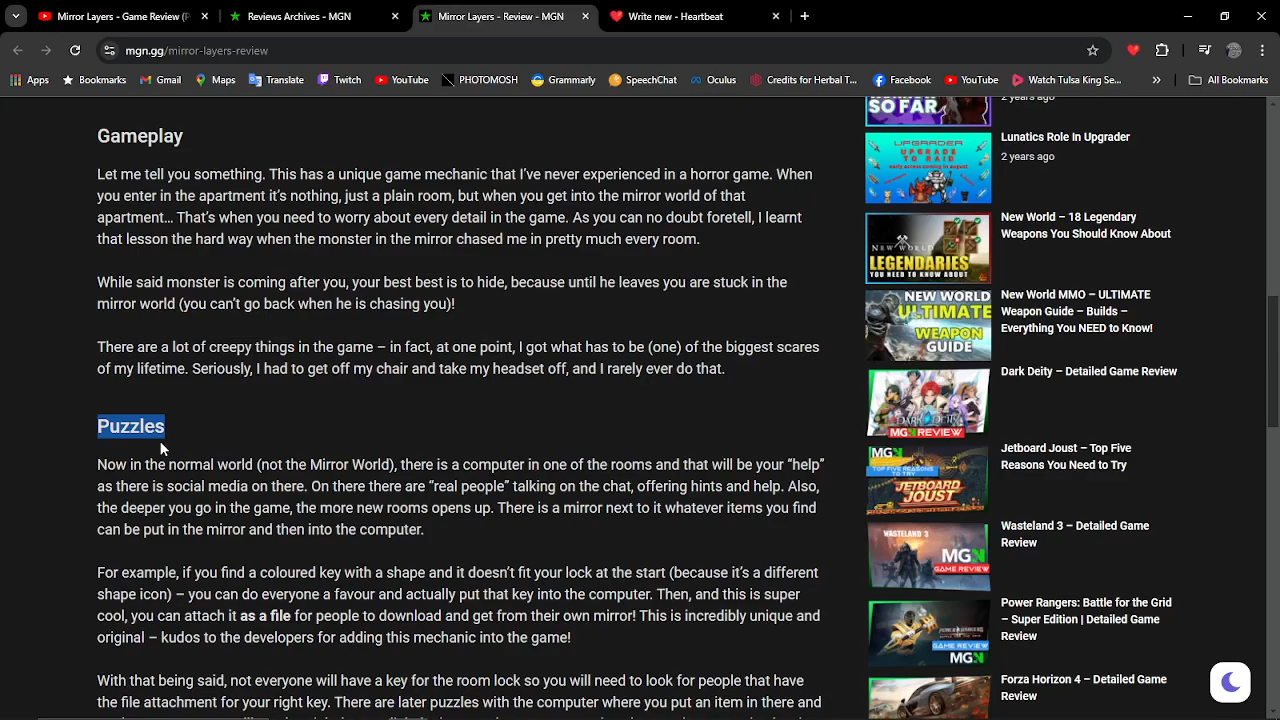 Mirror Layers - Game Review (P
Reviews Archives - MGN
Mirror Layers - Review - MGN
Write new - Heartbeat
mgn.gg/mirror-layers-review
Apps
Bookmarks
Gmail
Maps
Translate
Twitch
YouTube
PHOTOMOSH
Grammarly
SpeechChat
Oculus
Credits for Herbal T...
Facebook
YouTube
Watch Tulsa King Se...
All Bookmarks
Gameplay
Let me tell you something. This has a unique game mechanic that I've never experienced in a horror game. When
you enter in the apartment there is nothing, just a plain room, but when you get into the mirror world of that
apartment... That's when you need to worry about every detail in the game. As you can no doubt foretell, I learnt
that lesson the hard way when the monster in the mirror chased me in pretty much every room.
While said monster is coming after you, your best best is to hide, because until he leaves you are stuck in the
mirror world (you can't go back when he is chasing you)!
There are a lot of core scares in the game – in fact, at one point, I got what has to be (one) of the biggest scares
of my lifetime. Seriously, I had to get off my chair and take my headset off, and I rarely ever do that.
Puzzles
Now in the normal world (not the Mirror World), there is a computer in one of the rooms and that will be your “help”
as there is a chat room on there. On there are “real people” talking on the chat, offering hints and help. Also,
the deeper you go in the game, the more rooms open up. There is a mirror next to it whatever items you find
can be put in the mirror and then into the computer.
For example, if you find a coloured key with a shape and it doesn't fit your lock at the start (because it's a different
shape icon) – you can do everyone a favour and actually put that key into the computer. Then, and this is super
cool, you can send it as a file for people to download and get from their own mirror! This is incredibly unique and
original – kudos to the developers for adding this mechanic into the game!
With that being said, not everyone will have a key for the room lock so you will need to look for people that have
the file attachment for your right key. There are later puzzles with the computer where you put an item in there and
SO FAR
2 years ago
UPGRADER
UPGRADE
TO RAID
early access coming in august
Lunatics Role In Upgrader
2 years ago
NEW WORLD
LEGENDARIES
YOU NEED TO KNOW ABOUT
New World – 18 Legendary
Weapons You Should Know About
NEW WORLD
ULTIMATE
WEAPON
GUIDE
New World MMO – ULTIMATE
Weapon Guide – Builds –
Everything You NEED to Know!
DARK DEITY
MGN REVIEW
Dark Deity – Detailed Game Review
MGN
TOP FIVE REASONS
TO TRY
JETBOARD
JOUST
Jetboard Joust – Top Five
Reasons You Need to Try
WASTELAND 3
MGN
GAME REVIEW
Wasteland 3 – Detailed Game
Review
GAME REVIEW
MGN
Power Rangers: Battle for the Grid
– Super Edition | Detailed Game
Review
Forza Horizon 4 – Detailed Game
Review